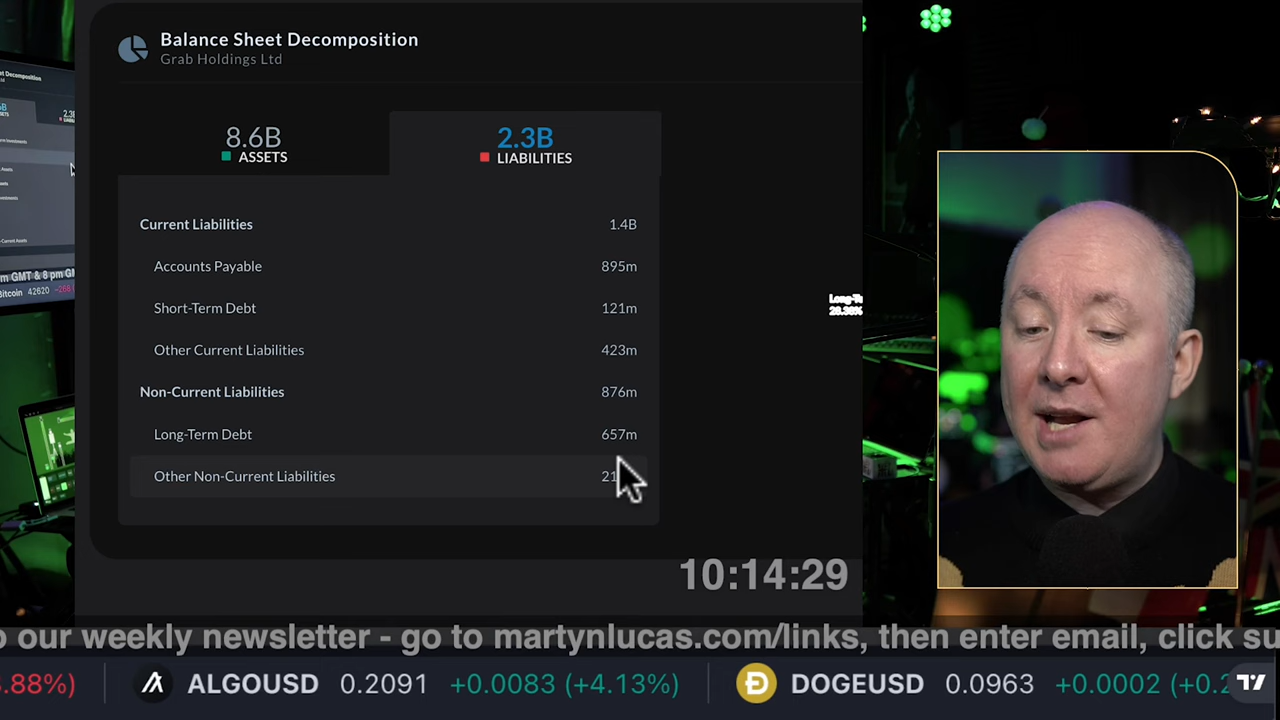 Balance Sheet Decomposition
Grab Holdings Ltd
8.6B
ASSETS
2.3B
LIABILITIES
Current Liabilities 1.4B
Accounts Payable 895m
Short-Term Debt 121m
Other Current Liabilities 423m
Non-Current Liabilities 876m
Long-Term Debt 657m
Other Non-Current Liabilities
10:14:29
our weekly newsletter - go to martynlucas.com/links, then enter email, click
.88%) ALGOUSD 0.2091 +0.0083 (+4.13%) DOGEUSD 0.0963 +0.0002